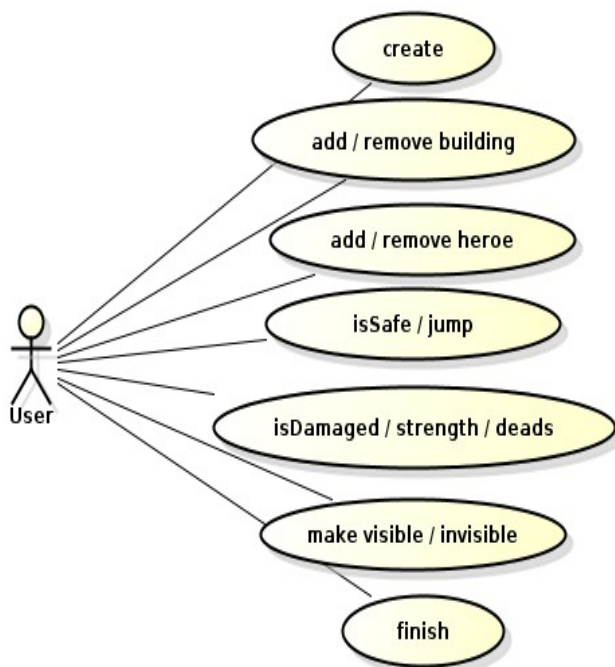 create
add / remove building
add / remove heroe
isSafe / jump
User
isDamaged / strength / deads
make visible / invisible
finish